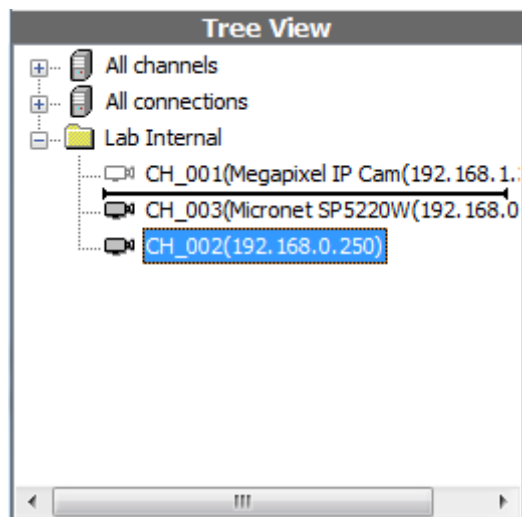 Tree View
All channels
All connections
Lab Internal
CH_001(Megapixel IP Cam(192.168.1.
CH_003(Micronet SP5220W(192.168.0
CH_002(192.168.0.250)